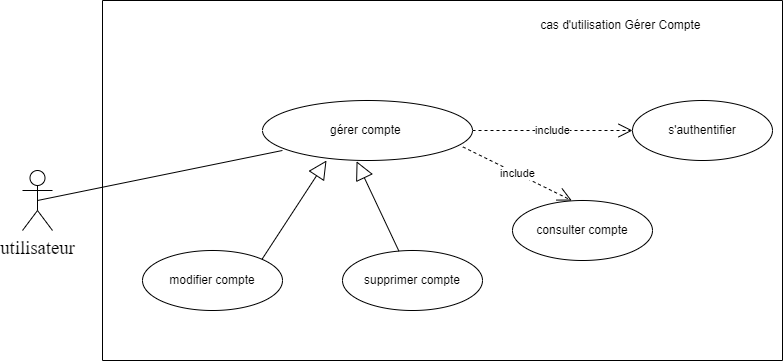 cas d'utilisation Gérer Compte
gérer compte
include
s'authentifier
include
consulter compte
utilisateur
modifier compte
supprimer compte